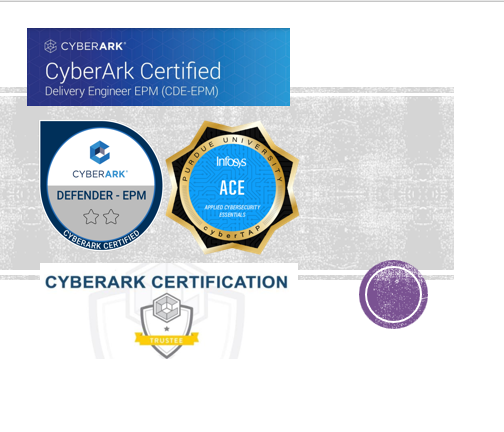 CYBERARK®
CyberArk Certified
Delivery Engineer EPM (CDE-EPM)
CYBERARK®
DEFENDER - EPM
CYBERARK CERTIFIED
PURDUE UNIVERSITY
Infosys
ACE
APPLIED CYBERSECURITY
ESSENTIALS
cyberTAP
CYBERARK CERTIFICATION
TRUSTEE